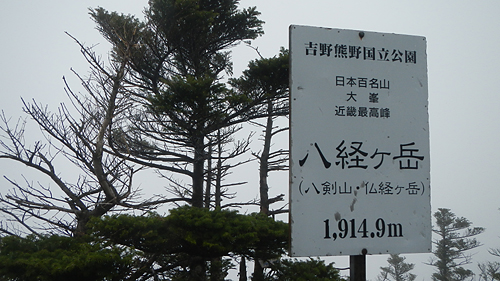 吉野熊野国立公園
日本百名山
大峯
近畿最高峰
八経ヶ岳
(八剣山・仏経ヶ岳)
1,914.9m